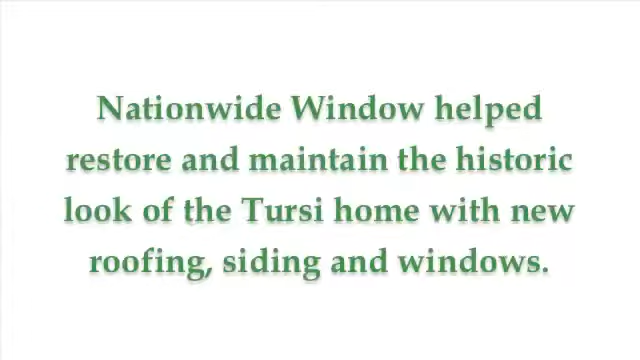 Nationwide Window helped
restore and maintain the historic
look of the Tursi home with new
roofing, siding and windows.